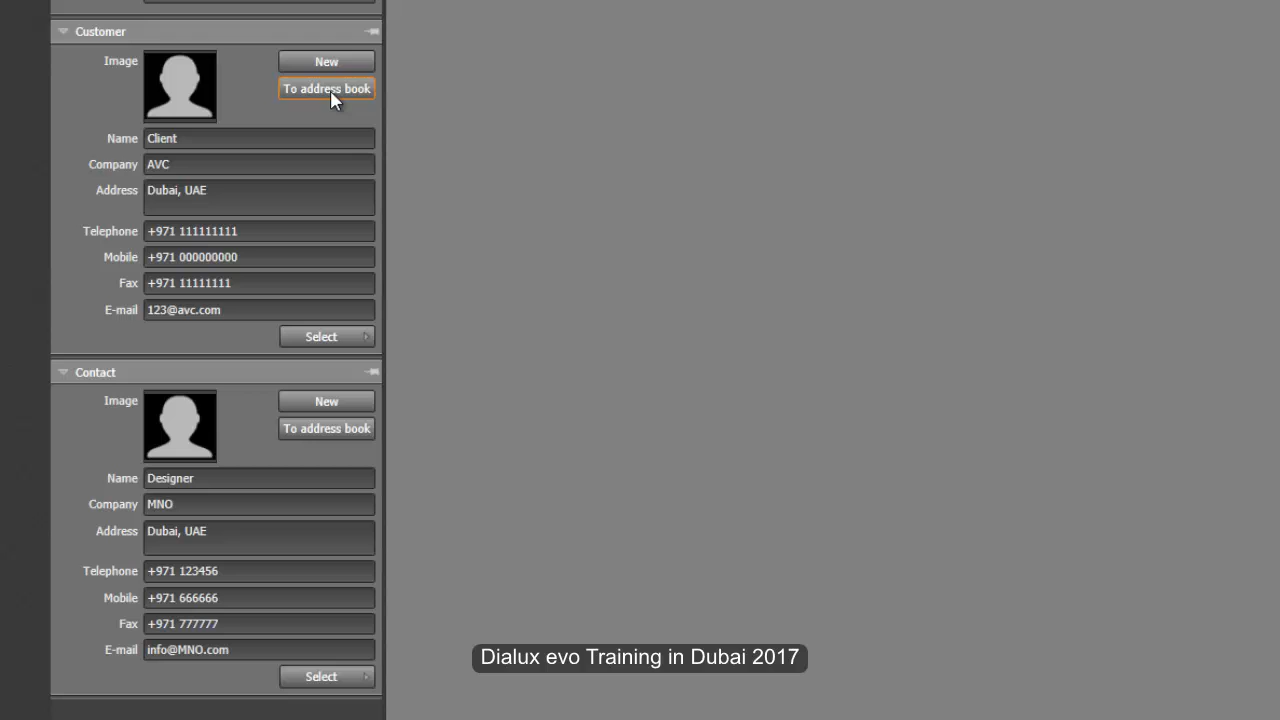 Customer
Image
New
To address book
Name Client
Company AVC
Address Dubai, UAE
Telephone +971 111111111
Mobile +971 000000000
Fax +971 11111111
E-mail 123@avc.com
Select
Contact
Image
New
To address book
Name Designer
Company MNO
Address Dubai, UAE
Telephone +971 123456
Mobile +971 666666
Fax +971 777777
E-mail info@MNO.com
Select
Dialux evo Training in Dubai 2017